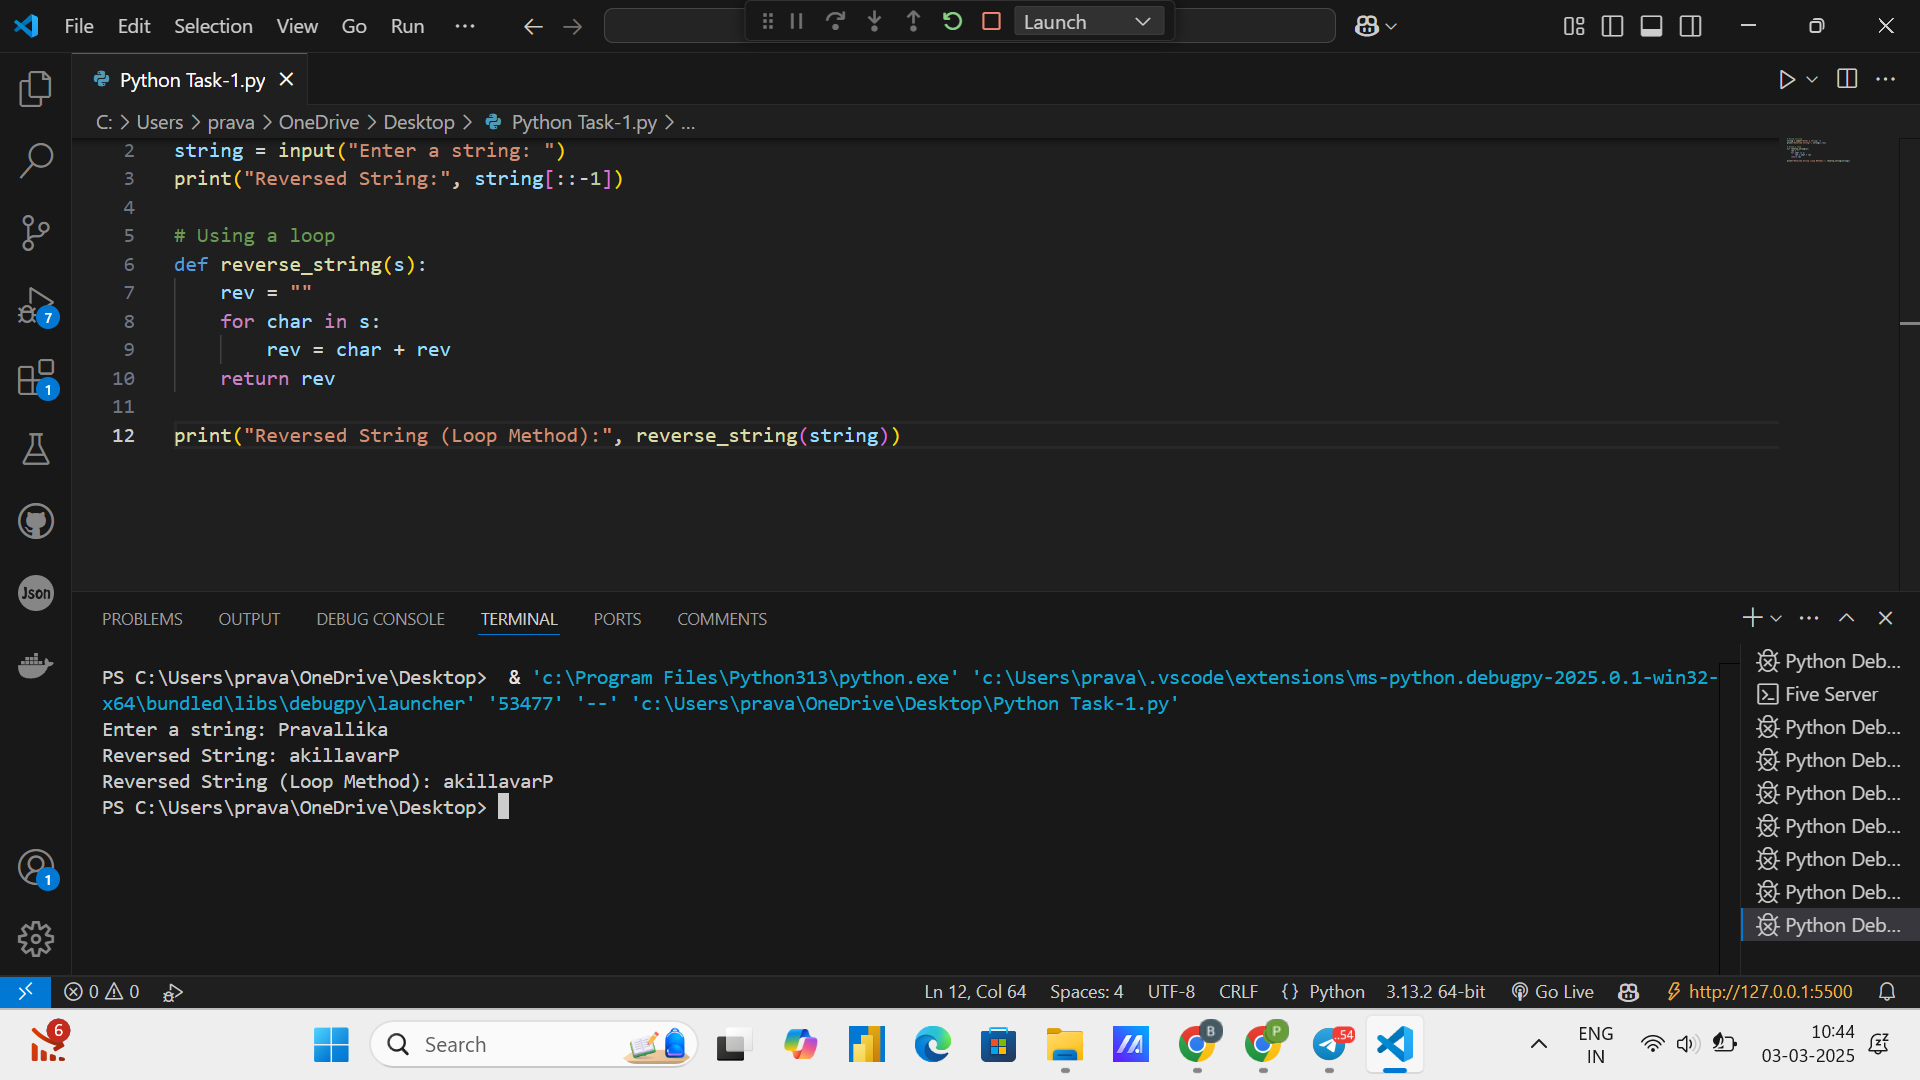 File Edit Selection View Go Run ··· Launch
Python Task-1.py
C: > Users > prava > OneDrive > Desktop > Python Task-1.py > ...
2 string = input("Enter a string: ")
3 print("Reversed String:", string[::-1])
4
5 # Using a loop
6 def reverse_string(s):
7 rev = ""
8 for char in s:
9 rev = char + rev
10 return rev
11
12 print("Reversed String (Loop Method):", reverse_string(string))
7
1
Json
1
PROBLEMS OUTPUT DEBUG CONSOLE TERMINAL PORTS COMMENTS
PS C:\Users\prava\OneDrive\Desktop> & 'c:\Program Files\Python313\python.exe' 'c:\Users\prava\.vscode\extensions\ms-python.debugpy-2025.0.1-win32-
x64\bundled\libs\debugpy\launcher' '53477' '--' 'c:\Users\prava\OneDrive\Desktop\Python Task-1.py'
Enter a string: Pravallika
Reversed String: akillavarP
Reversed String (Loop Method): akillavarP
PS C:\Users\prava\OneDrive\Desktop>
Python Deb...
Five Server
Python Deb...
Python Deb...
Python Deb...
Python Deb...
Python Deb...
Python Deb...
Python Deb...
0 0 Ln 12, Col 64 Spaces: 4 UTF-8 CRLF {} Python 3.13.2 64-bit Go Live http://127.0.0.1:5500
6 Search B P 54 ENG 10:44
IN 03-03-2025